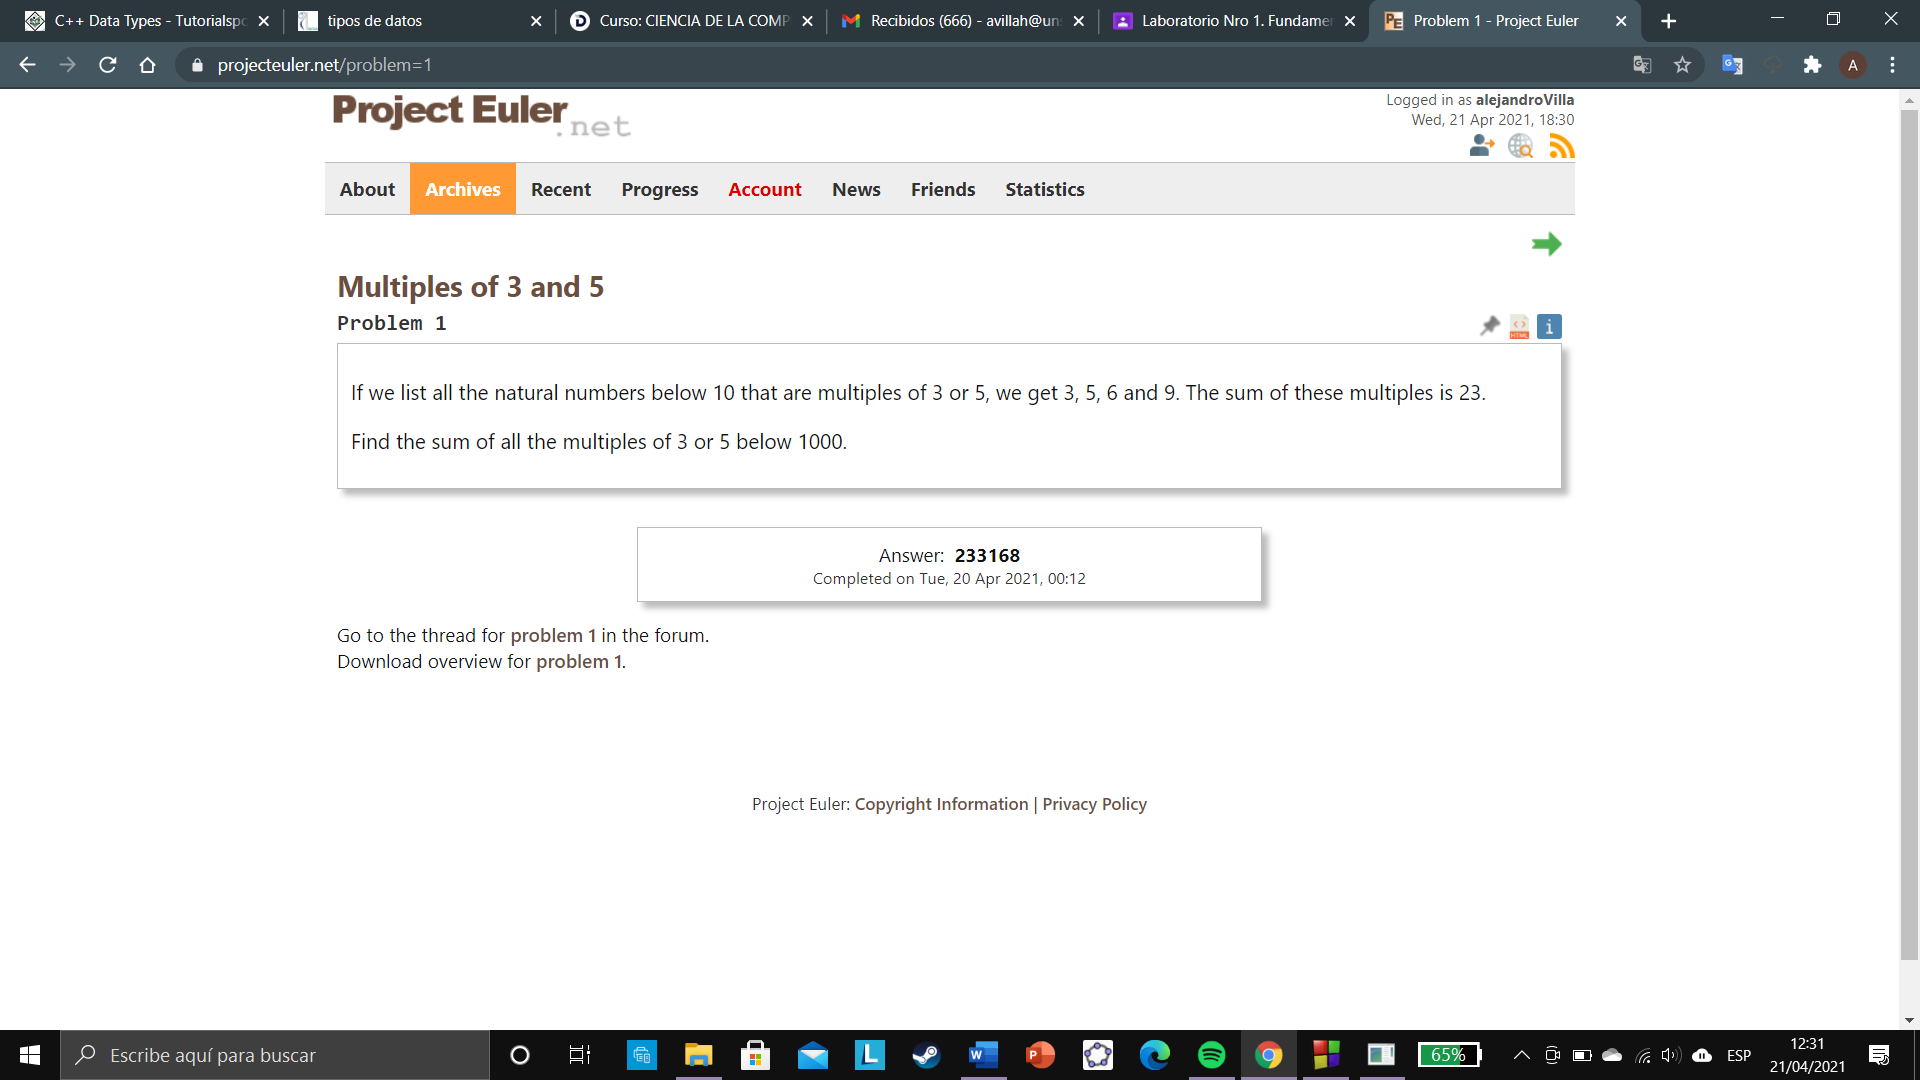 C++ Data Types - Tutorialspo
tipos de datos
Curso: CIENCIA DE LA COMP
Recibidos (666) - avillah@un
Laboratorio Nro 1. Fundame
Problem 1 - Project Euler
projecteuler.net/problem=1
A
Project Euler
.net
Logged in as alejandroVilla
Wed, 21 Apr 2021, 18:30
About Archives Recent Progress Account News Friends Statistics
Multiples of 3 and 5
Problem 1
HTML
If we list all the natural numbers below 10 that are multiples of 3 or 5, we get 3, 5, 6 and 9. The sum of these multiples is 23.
Find the sum of all the multiples of 3 or 5 below 1000.
Answer: 233168
Completed on Tue, 20 Apr 2021, 00:12
Go to the thread for problem 1 in the forum.
Download overview for problem 1.
Project Euler: Copyright Information | Privacy Policy
Escribe aquí para buscar
65%
ESP
12:31
21/04/2021